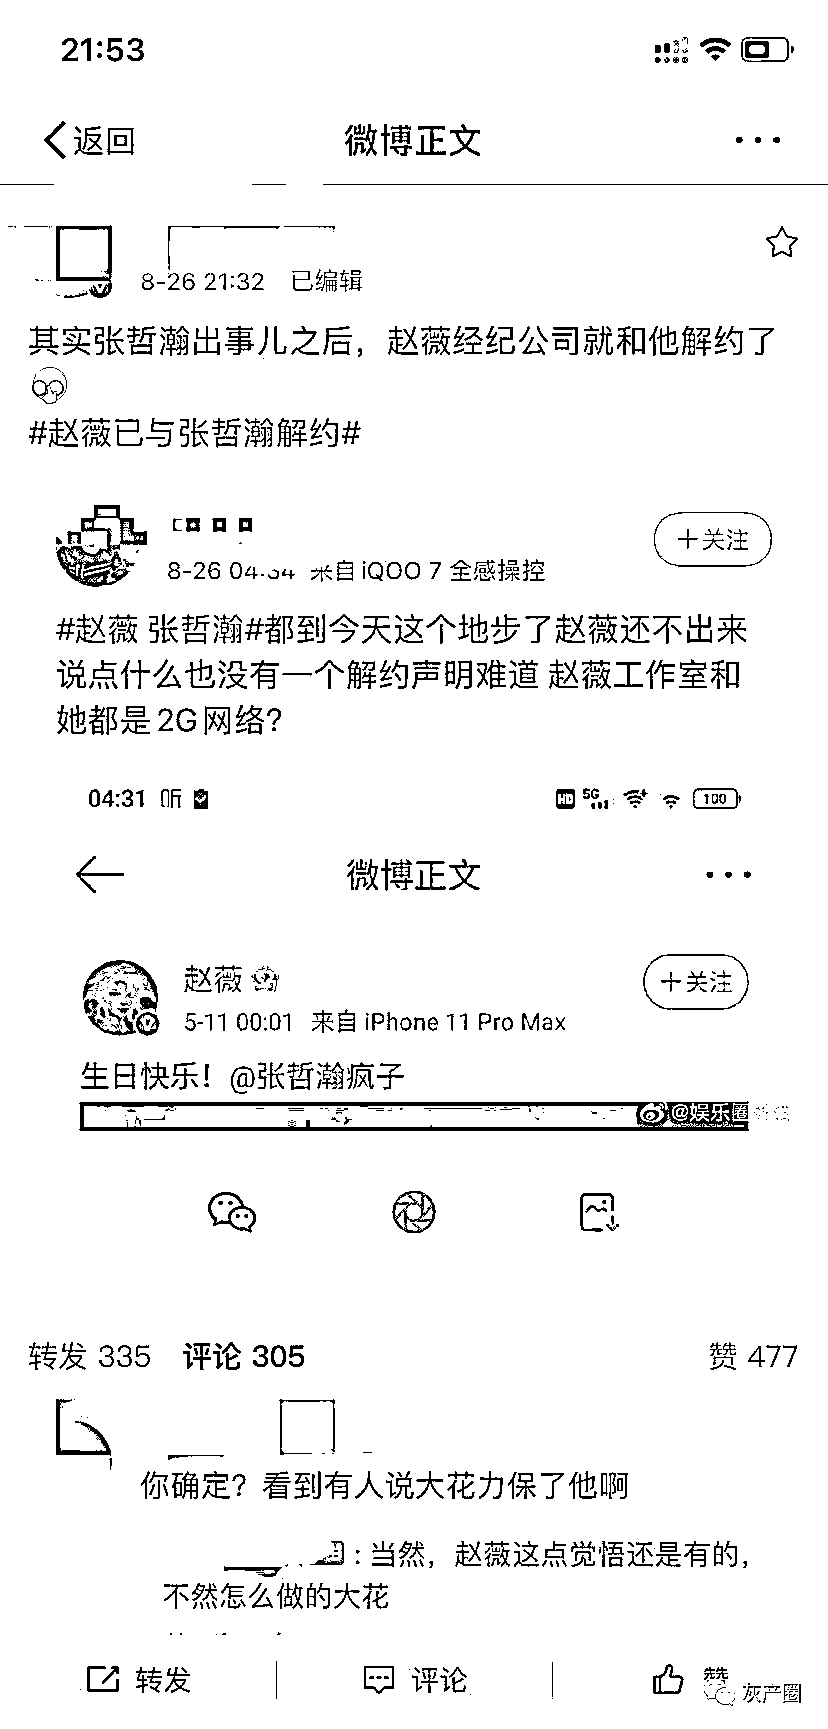 21:53
返回
微博正文
8-26 21:32 已编辑
其实张哲瀚出事儿之后，赵薇经纪公司就和他解约了
#赵薇已与张哲瀚解约#
+关注
8-26 04:34 来自 iQOO 7 全感操控
#赵薇 张哲瀚#都到今天这个地步了赵薇还不出来
说点什么也没有一个解约声明难道 赵薇工作室和
她都是2G网络？
04:31 听
HD 5G 100
微博正文
赵薇
+关注
5-11 00:01 来自 iPhone 11 Pro Max
生日快乐！@张哲瀚疯子
@娱乐圈
转发 335 评论 305 赞 477
你确定？看到有人说大花力保了他啊
：当然，赵薇这点觉悟还是有的，
不然怎么做的大花
转发 评论 赞
灰产圈